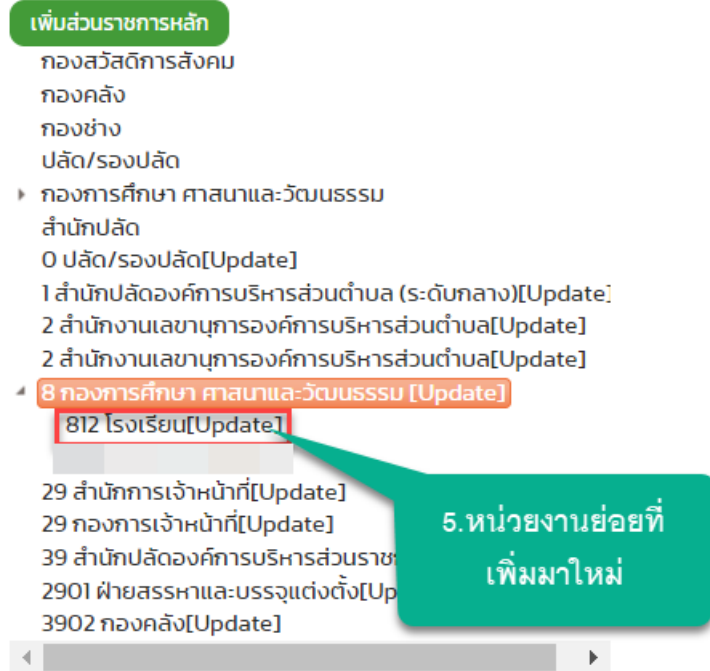 เพิ่มส่วนราชการหลัก
กองสวัสดิการสังคม
กองคลัง
กองช่าง
ปลัด/รองปลัด
กองการศึกษา ศาสนาและวัฒนธรรม
สำนักปลัด
0 ปลัด/รองปลัด[Update]
1 สำนักปลัดองค์การบริหารส่วนตำบล (ระดับกลาง)[Update]
2 สำนักงานเลขานุการองค์การบริหารส่วนตำบล[Update]
2 สำนักงานเลขานุการองค์การบริหารส่วนตำบล[Update]
8 กองการศึกษา ศาสนาและวัฒนธรรม [Update]
812 โรงเรียน[Update]
29 สำนักการเจ้าหน้าที่[Update]
29 กองการเจ้าหน้าที่[Update]
39 สำนักปลัดองค์การบริหารส่วนราช
2901 ฝ่ายสรรหาและบรรจุแต่งตั้ง[Up
3902 กองคลัง[Update]
5.หน่วยงานย่อยที่
เพิ่มมาใหม่